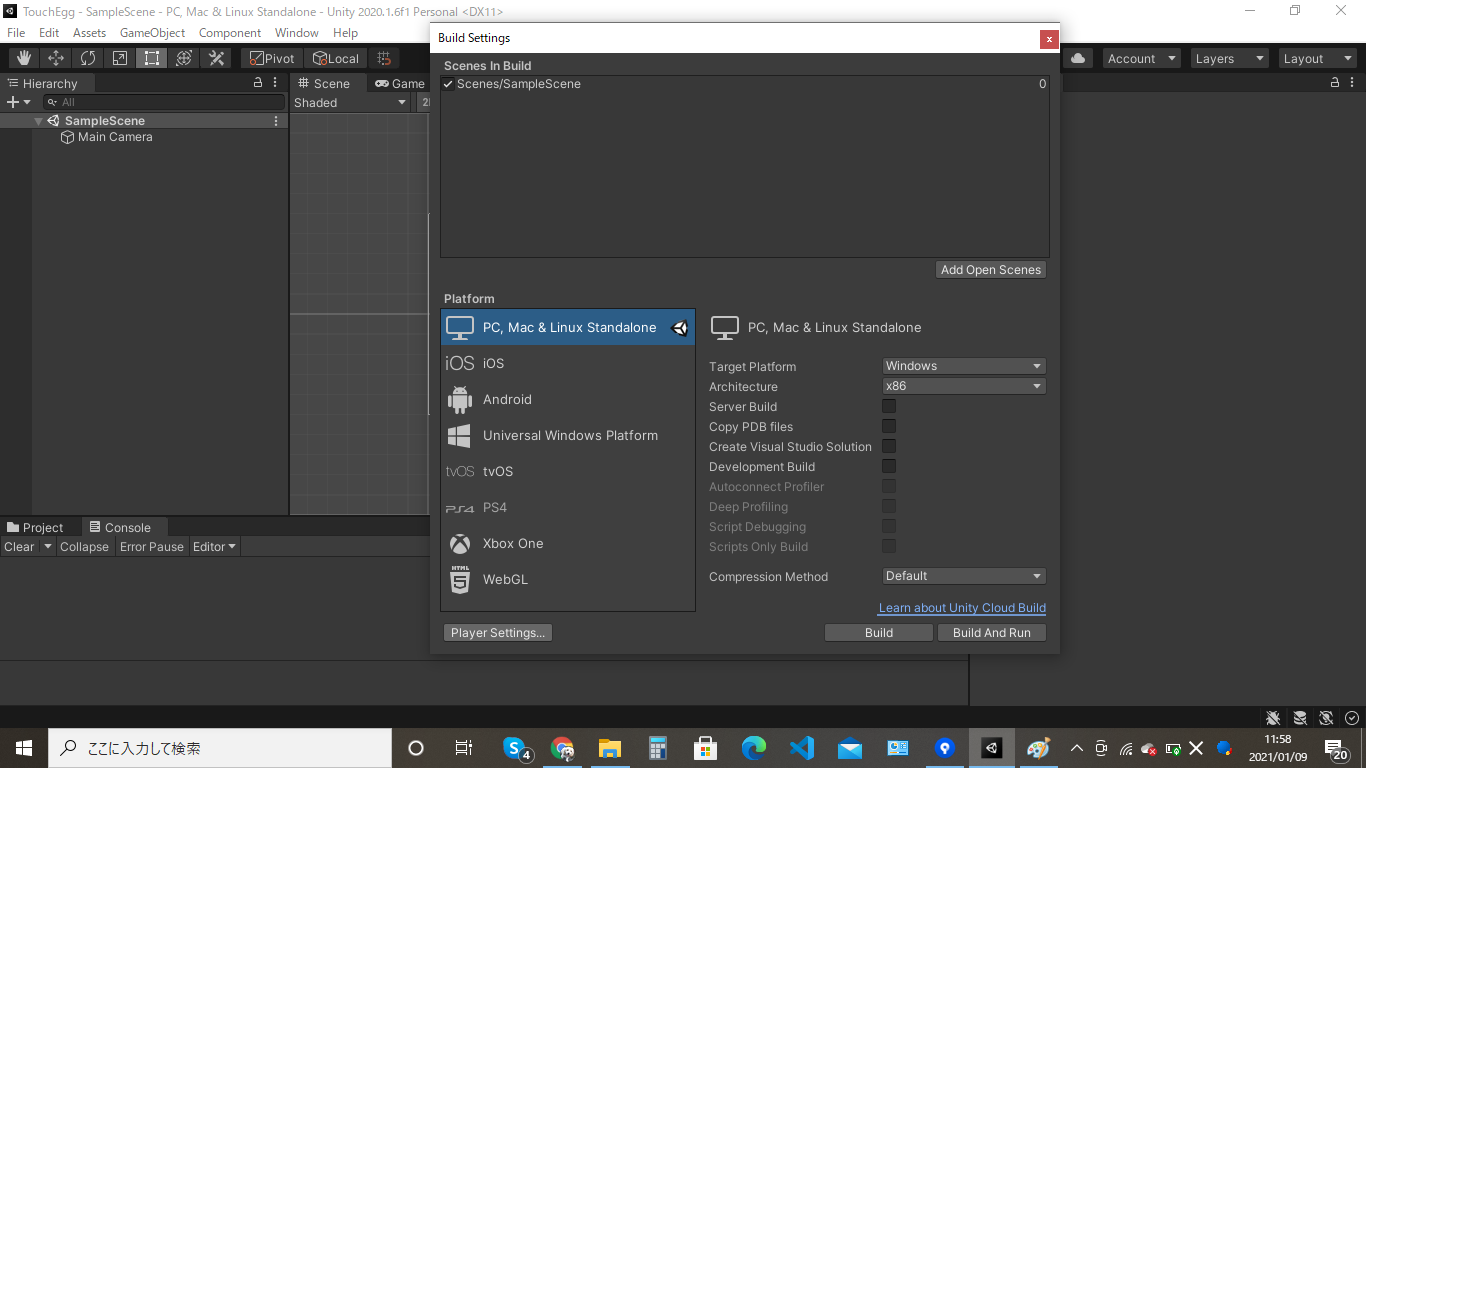 TouchEgg - SampleScene - PC, Mac & Linux Standalone - Unity 2020.1.6f1 Personal <DX11>
File Edit Assets GameObject Component Window Help
Pivot Local
Account Layers Layout
Hierarchy
All
SampleScene
Main Camera
Scene Game
Shaded
Build Settings
x
Scenes In Build
Scenes/SampleScene 0
Add Open Scenes
Platform
PC, Mac & Linux Standalone
iOS iOS
Android
Universal Windows Platform
tvOS tvOS
PS4 PS4
Xbox One
HTML 5 WebGL
PC, Mac & Linux Standalone
Target Platform Windows
Architecture x86
Server Build
Copy PDB files
Create Visual Studio Solution
Development Build
Autoconnect Profiler
Deep Profiling
Script Debugging
Scripts Only Build
Compression Method Default
Learn about Unity Cloud Build
Player Settings... Build Build And Run
Project Console
Clear Collapse Error Pause Editor
ここに入力して検索
S 4
11:58
2021/01/09
20